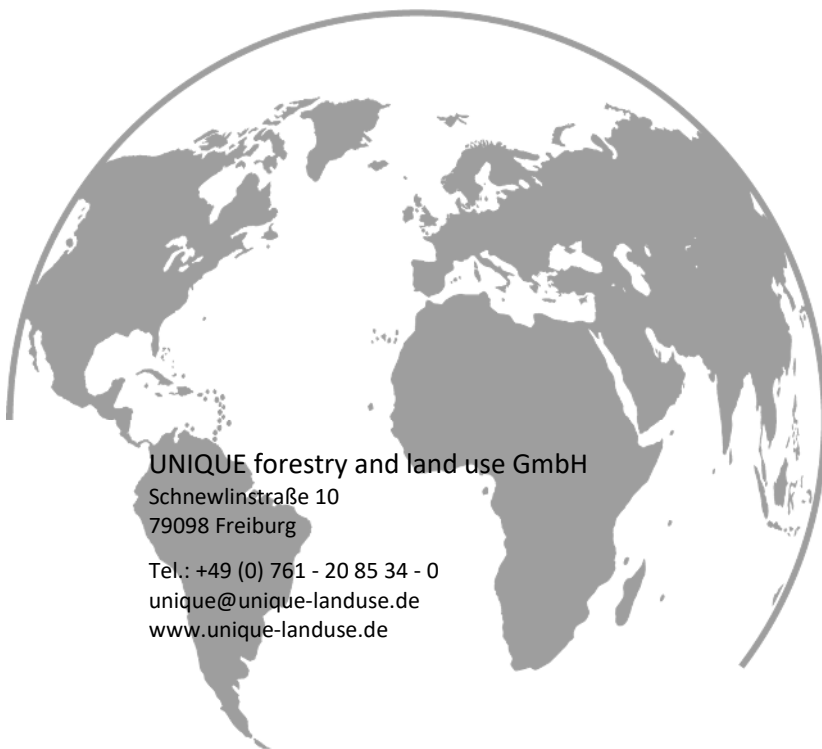 UNIQUE forestry and land use GmbH
Schnewlinstraße 10
79098 Freiburg
Tel.: +49 (0) 761 - 20 85 34 - 0
unique@unique-landuse.de
www.unique-landuse.de